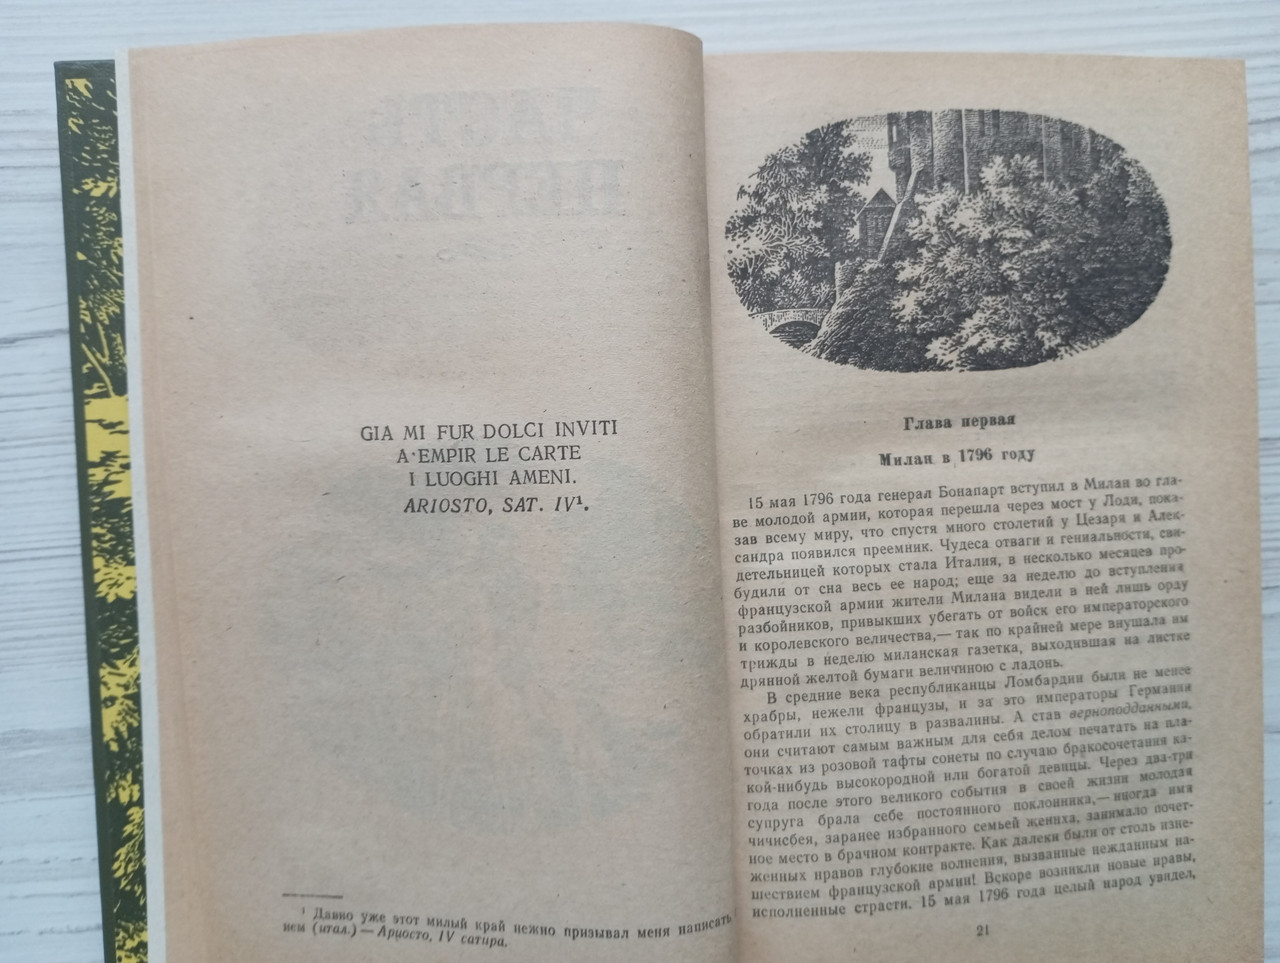 GIA MI FUR DOLCI INVITI
A EMPIR LE CARTE
I LUOGHI AMENI.
ARIOSTO, SAT. IV¹.
¹ Давно уже этот милый край нежно призывал меня написать
нем (итал.) — Ариосто, IV сатира.
Глава первая
Милан в 1796 году
15 мая 1796 года генерал Бонапарт вступил в Милан во гла-
ве молодой армии, которая перешла через мост у Лоди, пока-
зав всему миру, что спустя много столетий у Цезаря и Алек-
сандра появился преемник. Чудеса отваги и гениальности, сви-
детельницей которых стала Италия, в несколько месяцев про-
будили от сна весь ее народ; еще за неделю до вступления
французской армии жители Милана видели в ней лишь орду
разбойников, привыкших убегать от войск его императорского
и королевского величества,— так по крайней мере внушала им
трижды в неделю миланская газетка, выходившая на листке
дрянной желтой бумаги величиною с ладонь.
В средние века республиканцы Ломбардии были не менее
храбры, нежели французы, и за это императоры Германии
обратили их столицу в развалины. А став верноподданными,
они считают самым важным для себя делом печатать на пла-
точках из розовой тафты сонеты по случаю бракосочетания ка-
кой-нибудь высокородной или богатой девицы. Через два-три
года после этого великого события в своей жизни молодая
супруга брала себе постоянного поклонника,— иногда имя
чичисбея, заранее избранного семьей жениха, занимало почет-
ное место в брачном контракте. Как далеки были от столь изне-
женных нравов глубокие волнения, вызванные нежданным на-
шествием французской армии! Вскоре возникли новые нравы,
исполненные страсти. 15 мая 1796 года целый народ увидел,
21